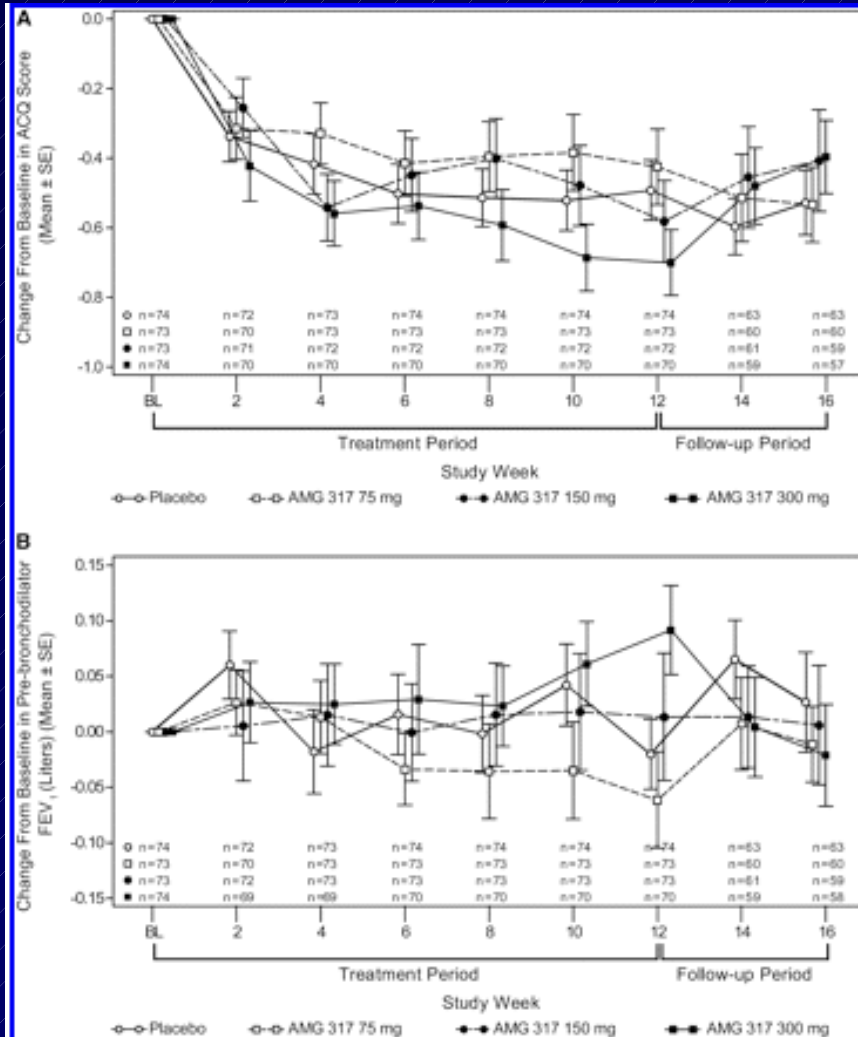 A
Change From Baseline in ACQ Score
(Mean ± SE)
0.0
-0.2
-0.4
-0.6
-0.8
-1.0
n=74 n=72 n=73 n=74 n=74 n=74 n=74 n=63 n=63
n=73 n=70 n=73 n=73 n=73 n=73 n=73 n=60 n=60
n=73 n=71 n=72 n=72 n=72 n=72 n=72 n=61 n=59
n=74 n=70 n=70 n=70 n=70 n=70 n=70 n=59 n=57
BL 2 4 6 8 10 12 14 16
Treatment Period Follow-up Period
Study Week
Placebo AMG 317 75 mg AMG 317 150 mg AMG 317 300 mg
B
Change From Baseline in Pre-bronchodilator
FEV1 (Liters) (Mean ± SE)
0.15
0.10
0.05
0.00
-0.05
-0.10
-0.15
n=74 n=72 n=73 n=74 n=74 n=74 n=74 n=63 n=63
n=73 n=70 n=73 n=73 n=73 n=73 n=73 n=60 n=60
n=73 n=72 n=73 n=73 n=73 n=73 n=73 n=61 n=59
n=74 n=69 n=69 n=70 n=70 n=70 n=70 n=59 n=58
BL 2 4 6 8 10 12 14 16
Treatment Period Follow-up Period
Study Week
Placebo AMG 317 75 mg AMG 317 150 mg AMG 317 300 mg